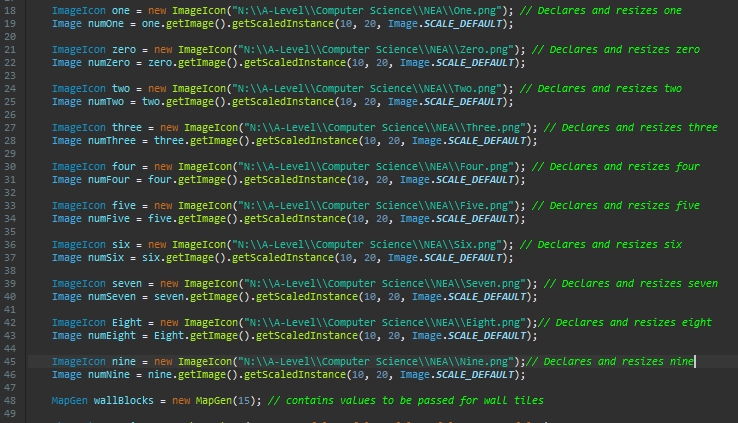 18 ImageIcon one = new ImageIcon("N:\\A-Level\\Computer Science\\NEA\\One.png"); // Declares and resizes one
19 Image numOne = one.getImage().getScaledInstance(10, 20, Image.SCALE_DEFAULT);
20
21 ImageIcon zero = new ImageIcon("N:\\A-Level\\Computer Science\\NEA\\Zero.png"); // Declares and resizes zero
22 Image numZero = zero.getImage().getScaledInstance(10, 20, Image.SCALE_DEFAULT);
23
24 ImageIcon two = new ImageIcon("N:\\A-Level\\Computer Science\\NEA\\Two.png"); // Declares and resizes two
25 Image numTwo = two.getImage().getScaledInstance(10, 20, Image.SCALE_DEFAULT);
26
27 ImageIcon three = new ImageIcon("N:\\A-Level\\Computer Science\\NEA\\Three.png"); // Declares and resizes three
28 Image numThree = three.getImage().getScaledInstance(10, 20, Image.SCALE_DEFAULT);
29
30 ImageIcon four = new ImageIcon("N:\\A-Level\\Computer Science\\NEA\\Four.png"); // Declares and resizes four
31 Image numFour = four.getImage().getScaledInstance(10, 20, Image.SCALE_DEFAULT);
32
33 ImageIcon five = new ImageIcon("N:\\A-Level\\Computer Science\\NEA\\Five.png"); // Declares and resizes five
34 Image numFive = five.getImage().getScaledInstance(10, 20, Image.SCALE_DEFAULT);
35
36 ImageIcon six = new ImageIcon("N:\\A-Level\\Computer Science\\NEA\\Six.png"); // Declares and resizes six
37 Image numSix = six.getImage().getScaledInstance(10, 20, Image.SCALE_DEFAULT);
38
39 ImageIcon seven = new ImageIcon("N:\\A-Level\\Computer Science\\NEA\\Seven.png"); // Declares and resizes seven
40 Image numSeven = seven.getImage().getScaledInstance(10, 20, Image.SCALE_DEFAULT);
41
42 ImageIcon Eight = new ImageIcon("N:\\A-Level\\Computer Science\\NEA\\Eight.png");// Declares and resizes eight
43 Image numEight = Eight.getImage().getScaledInstance(10, 20, Image.SCALE_DEFAULT);
44
45 ImageIcon nine = new ImageIcon("N:\\A-Level\\Computer Science\\NEA\\Nine.png");// Declares and resizes nine
46 Image numNine = nine.getImage().getScaledInstance(10, 20, Image.SCALE_DEFAULT);
47
48 MapGen wallBlocks = new MapGen(15); // contains values to be passed for wall tiles
49